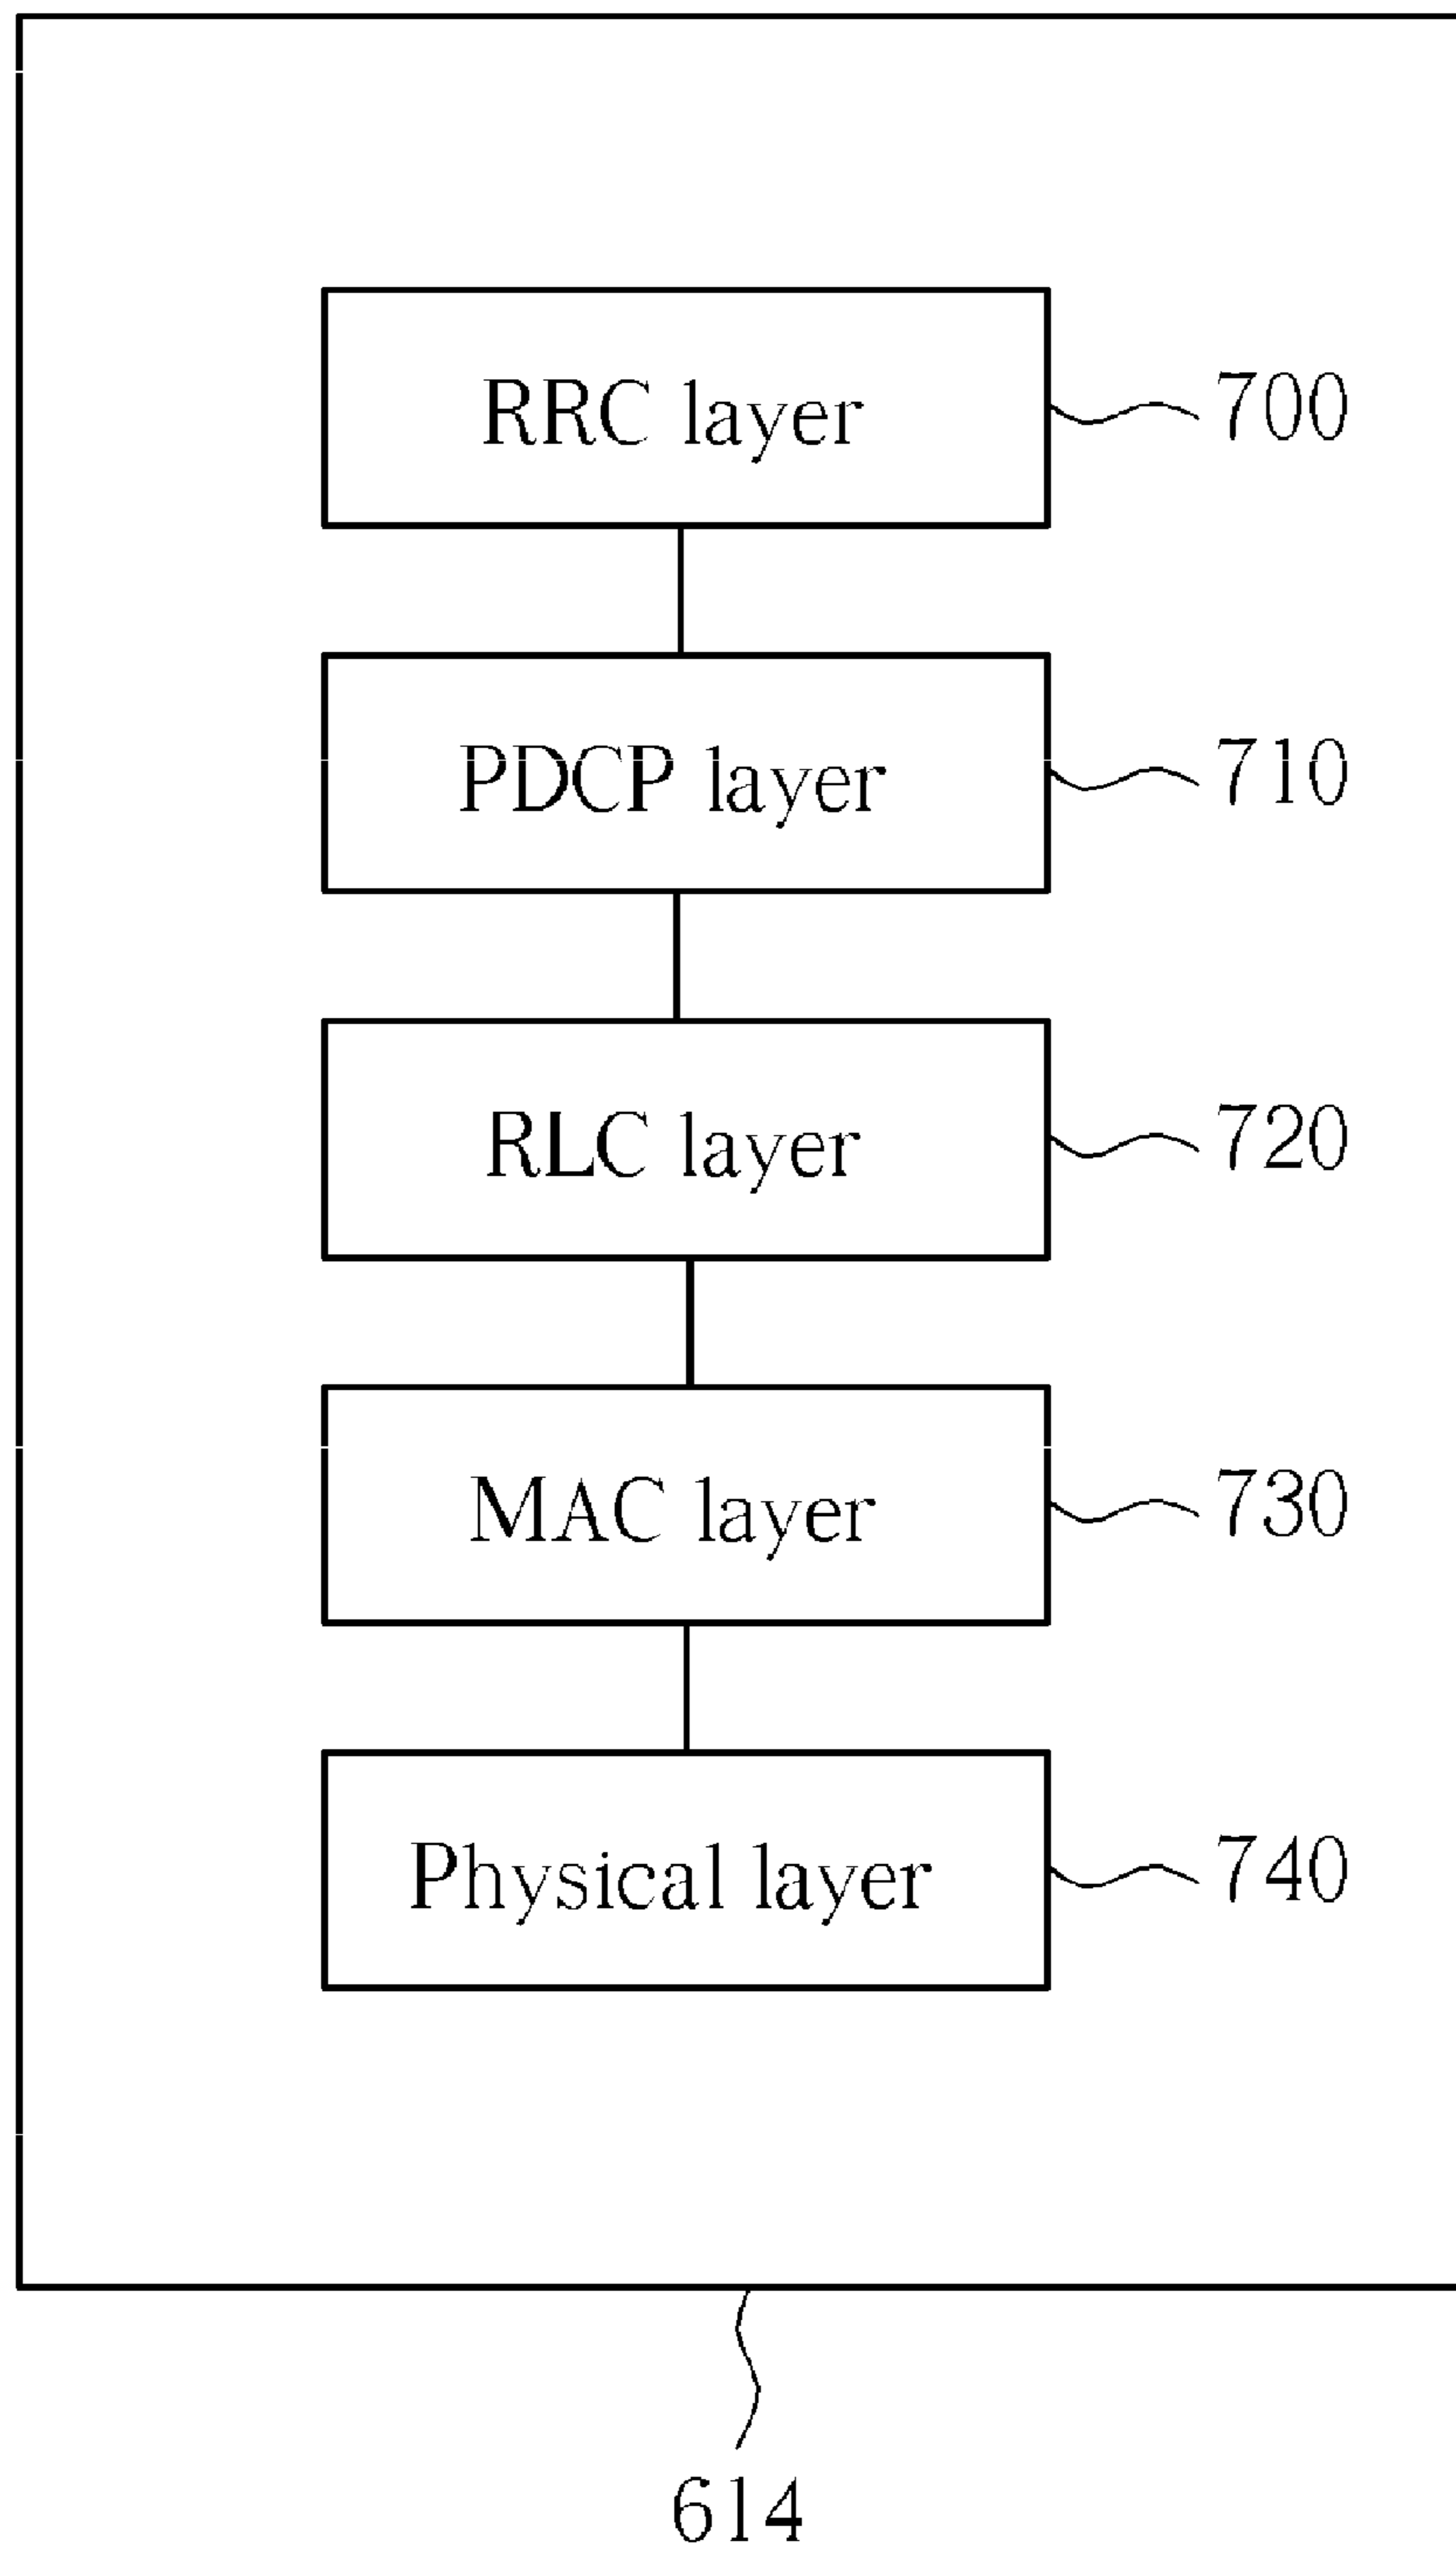 RRC layer 700
PDCP layer 710
RLC layer 720
MAC layer 730
Physical layer 740
614